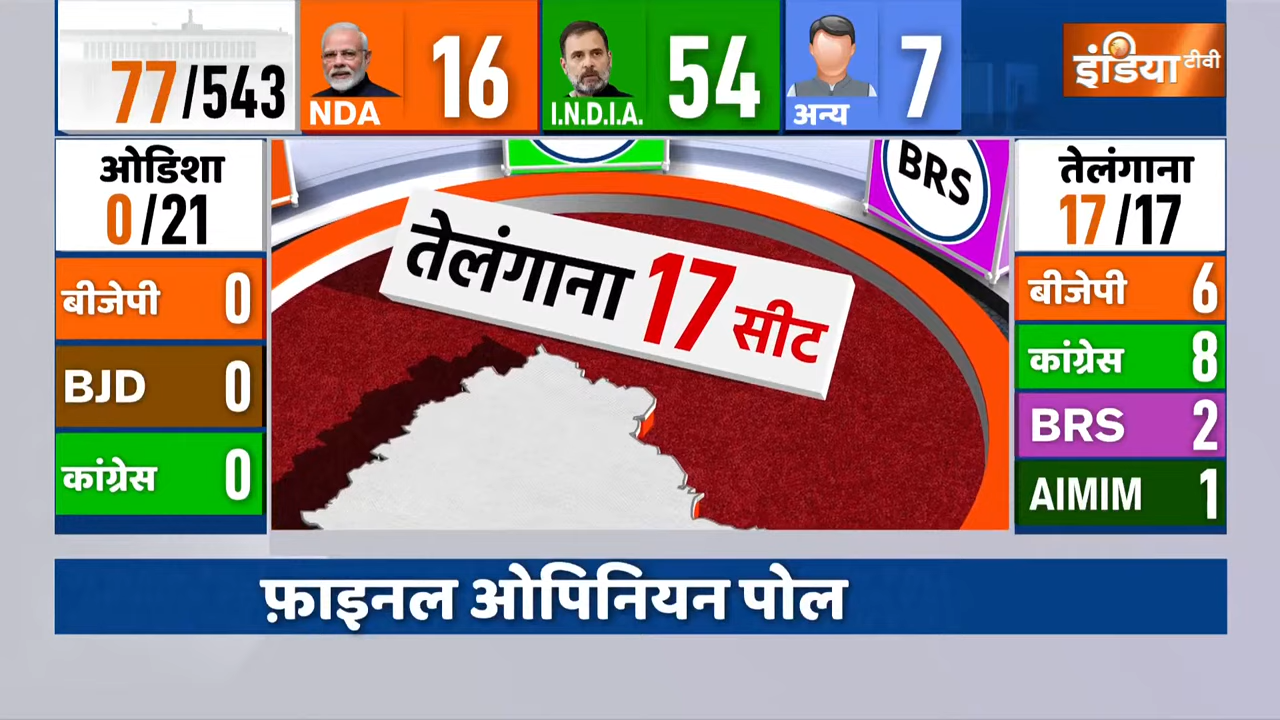 77/543
NDA 16
I.N.D.I.A. 54
अन्य 7
इंडिया टीवी
ओडिशा
0/21
बीजेपी 0
BJD 0
कांग्रेस 0
BRS
तेलंगाना 17 सीट
तेलंगाना
17/17
बीजेपी 6
कांग्रेस 8
BRS 2
AIMIM 1
फ़ाइनल ओपिनियन पोल